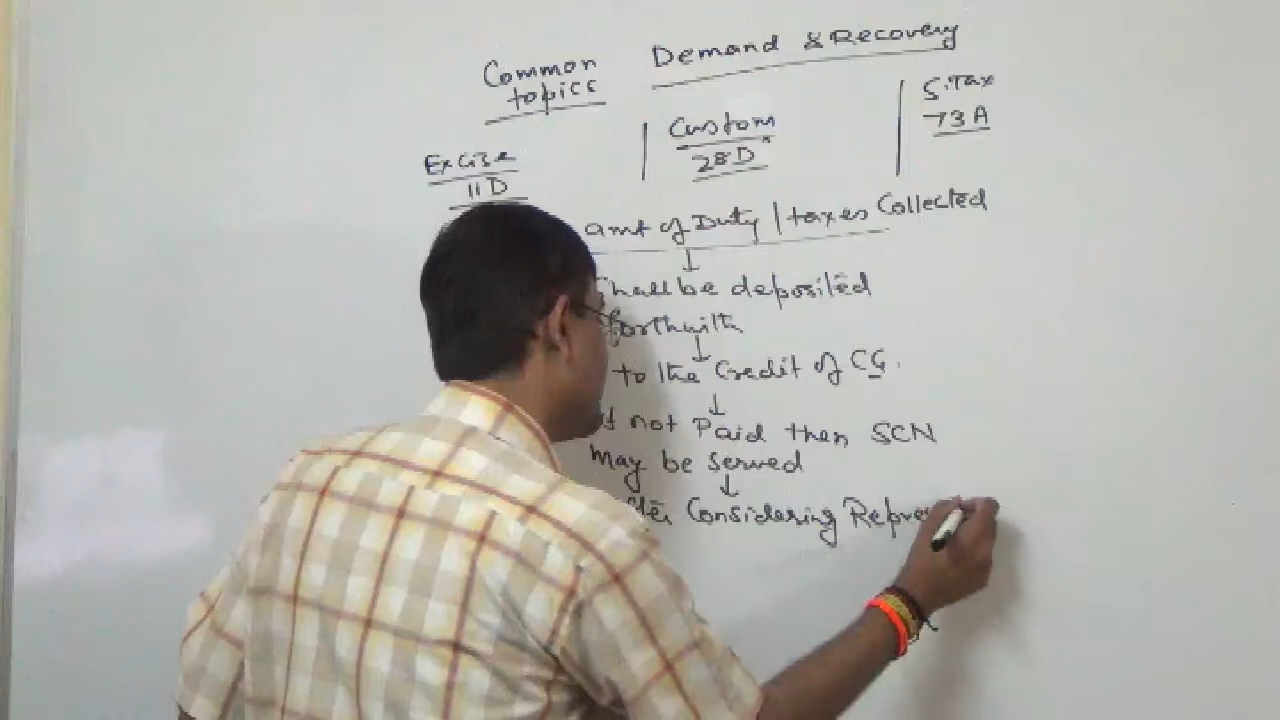 Common
topics
Demand & Recovery
Excise
11D
Custom
28D
S.Tax
73A
amt of Duty / taxes Collected
Shall be deposited
forthwith
to the Credit of CG.
if not Paid then SCN
may be served
Considering